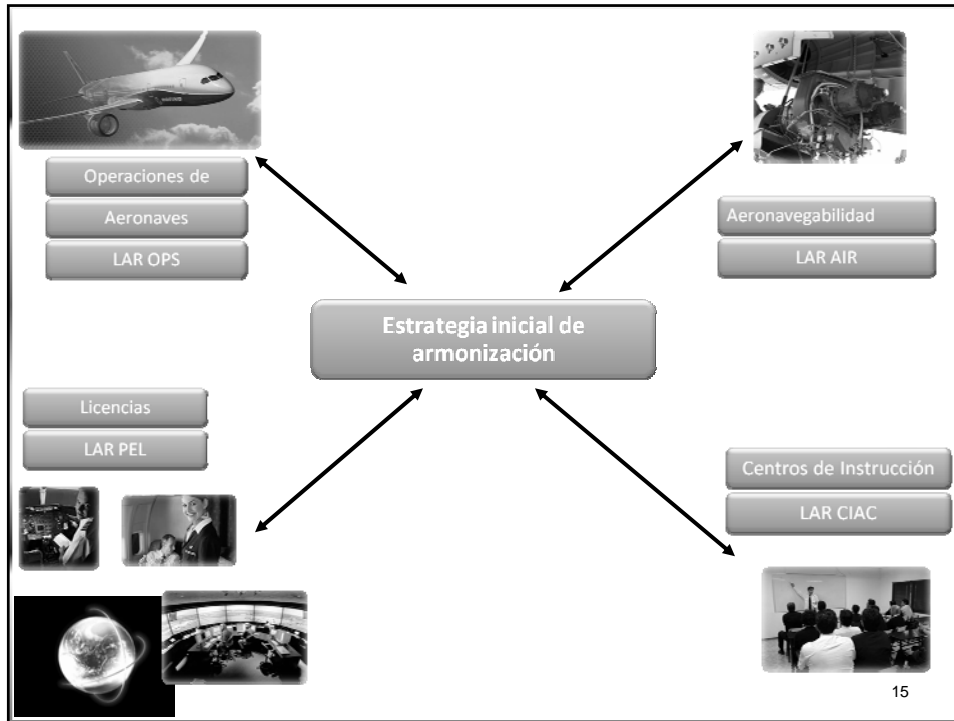 Operaciones de
Aeronaves
LAR OPS
Aeronavegabilidad
LAR AIR
Estrategia inicial de
armonización
Licencias
LAR PEL
Centros de Instrucción
LAR CIAC
15